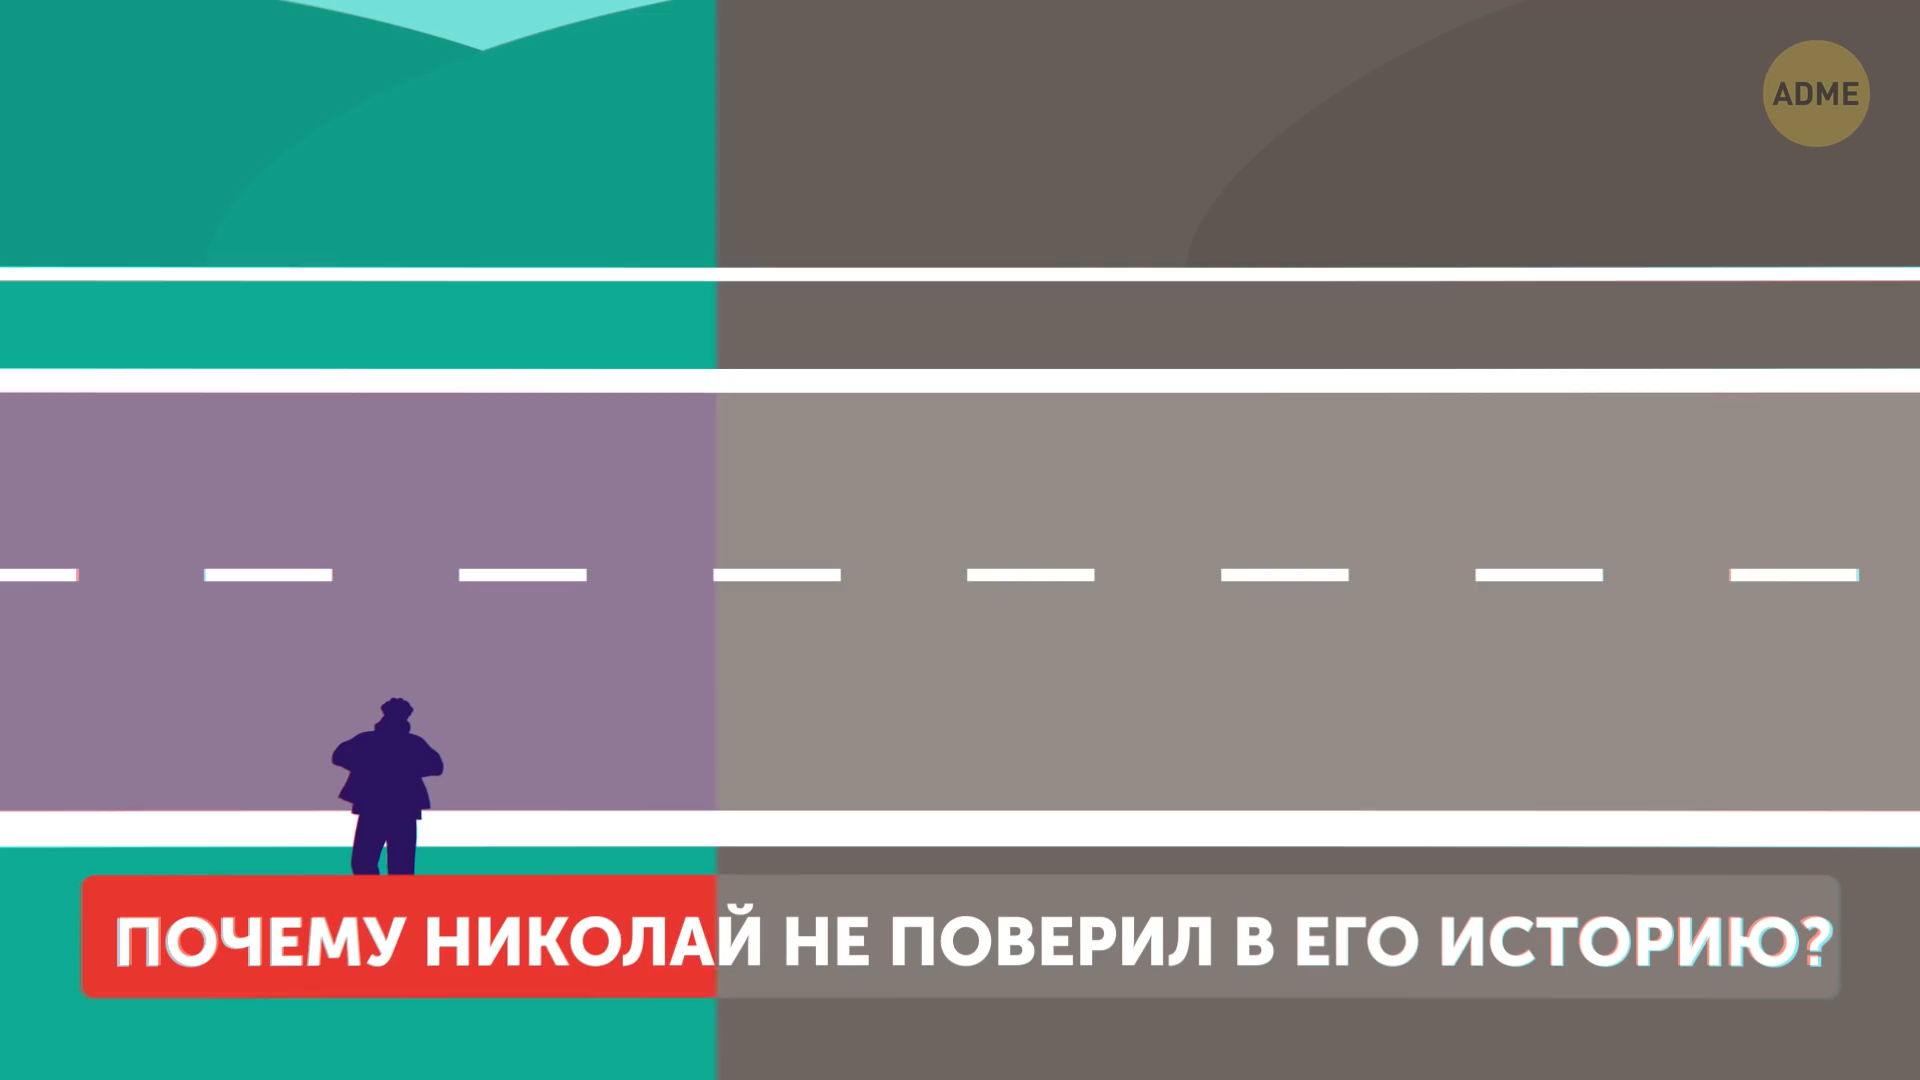 ADME
ПОЧЕМУ НИКОЛАЙ НЕ ПОВЕРИЛ В ЕГО ИСТОРИЮ?